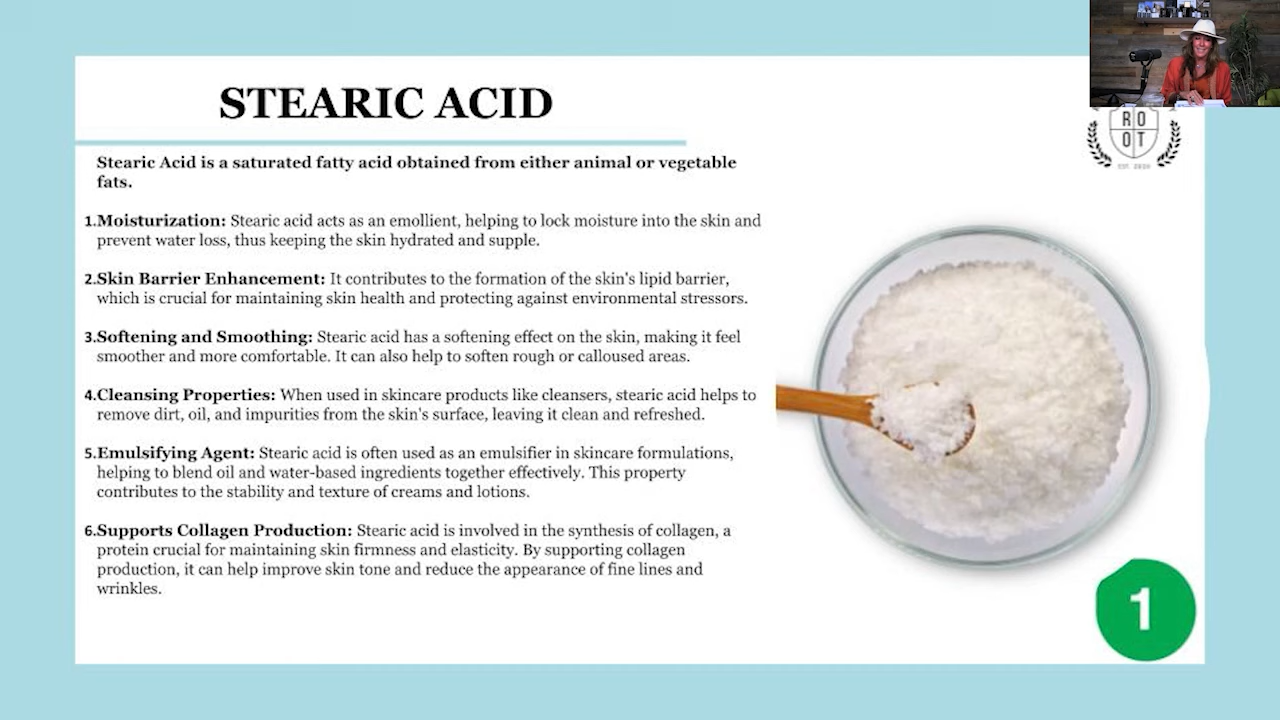 STEARIC ACID
Stearic Acid is a saturated fatty acid obtained from either animal or vegetable
fats.
1.Moisturization: Stearic acid acts as an emollient, helping to lock moisture into the skin and
prevent water loss, thus keeping the skin hydrated and supple.
2.Skin Barrier Enhancement: It contributes to the formation of the skin's lipid barrier,
which is crucial for maintaining skin health and protecting against environmental stressors.
3.Softening and Smoothing: Stearic acid has a softening effect on the skin, making it feel
smoother and more comfortable. It can also help to soften rough or calloused areas.
4.Cleansing Properties: When used in skincare products like cleansers, stearic acid helps to
remove dirt, oil, and impurities from the skin's surface, leaving it clean and refreshed.
5.Emulsifying Agent: Stearic acid is often used as an emulsifier in skincare formulations,
helping to blend oil and water-based ingredients together effectively. This property
contributes to the stability and texture of creams and lotions.
6.Supports Collagen Production: Stearic acid is involved in the synthesis of collagen, a
protein crucial for maintaining skin firmness and elasticity. By supporting collagen
production, it can help improve skin tone and reduce the appearance of fine lines and
wrinkles.
RO
OT
EST. 2020
1